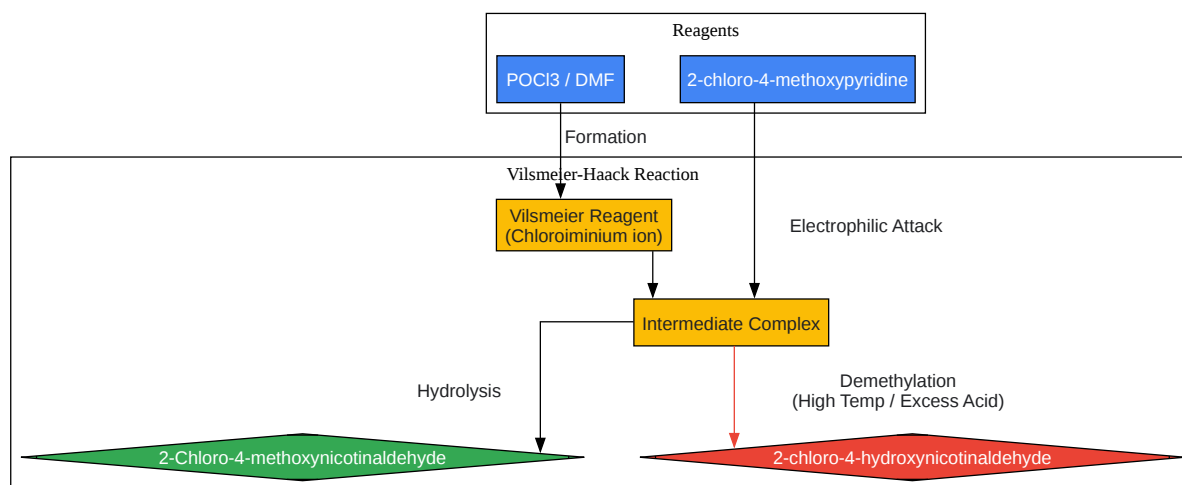 Reagents
POCl3 / DMF
2-chloro-4-methoxypyridine
Formation
Vilsmeier-Haack Reaction
Vilsmeier Reagent
(Chloroiminium ion)
Electrophilic Attack
Intermediate Complex
Hydrolysis
Demethylation
(High Temp / Excess Acid)
2-Chloro-4-methoxynicotinaldehyde
2-chloro-4-hydroxynicotinaldehyde